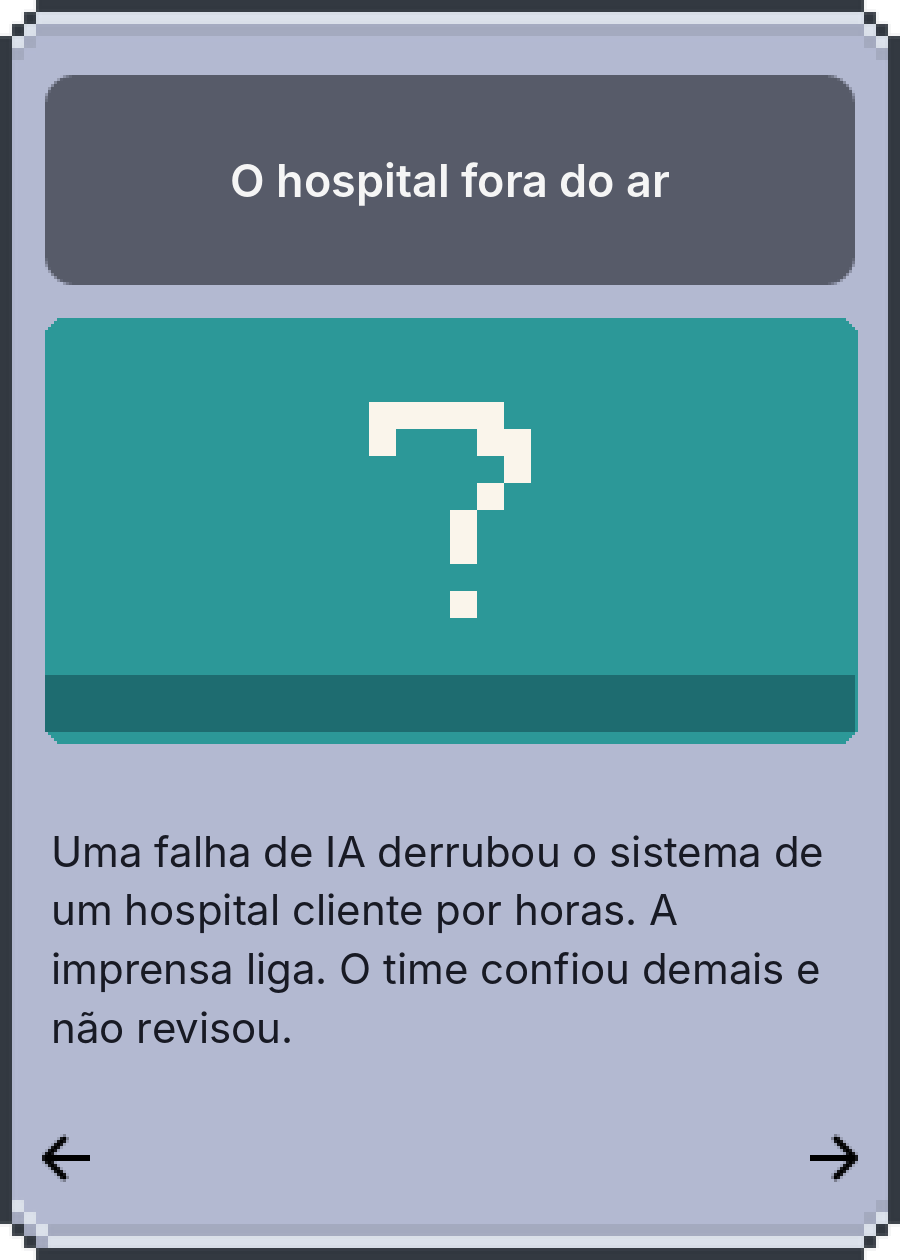 O hospital fora do ar
Uma falha de IA derrubou o sistema de
um hospital cliente por horas. A
imprensa liga. O time confiou demais e
não revisou.